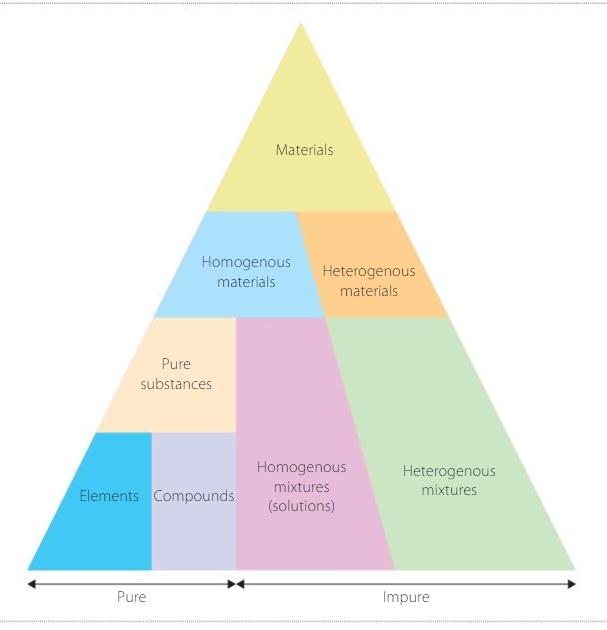 Materials
Homogenous
materials
Heterogenous
materials
Pure
substances
Elements
Compounds
Homogenous
mixtures
(solutions)
Heterogenous
mixtures
Pure
Impure